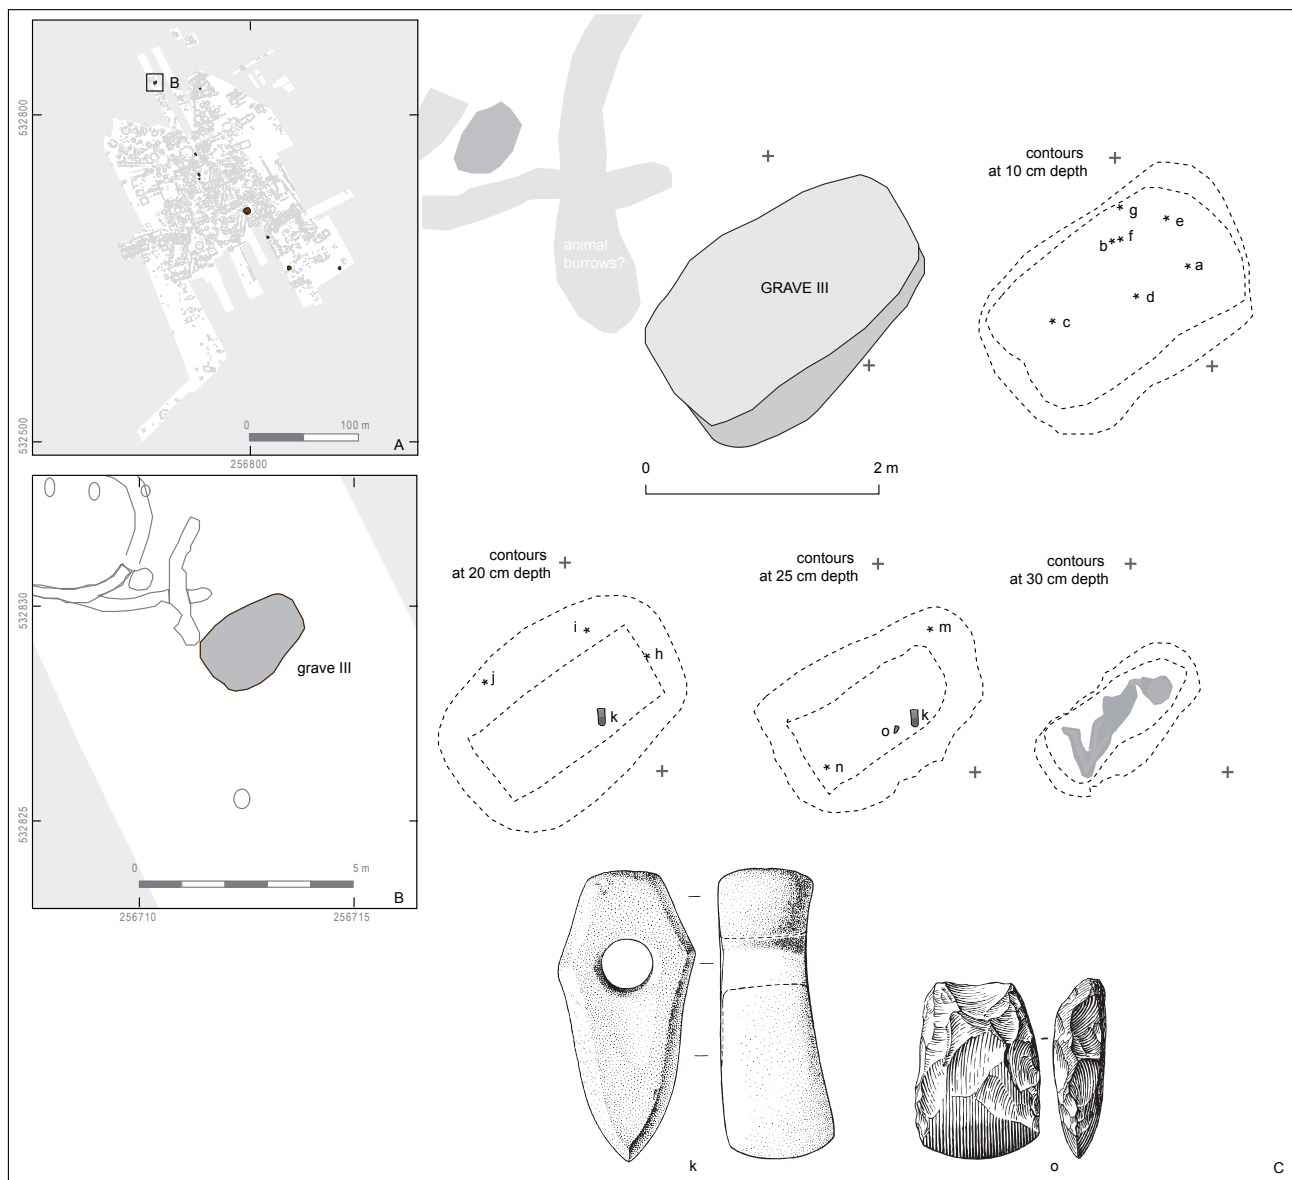 B
532800
532500
0
100 m
A
256800
animal
burrows?
GRAVE III
0
2 m
contours
at 10 cm depth
g
e
b
f
a
d
c
532830
532825
grave III
0
5 m
B
256710
256715
contours
at 20 cm depth
i
h
j
k
contours
at 25 cm depth
m
k
o
n
contours
at 30 cm depth
k
o
C